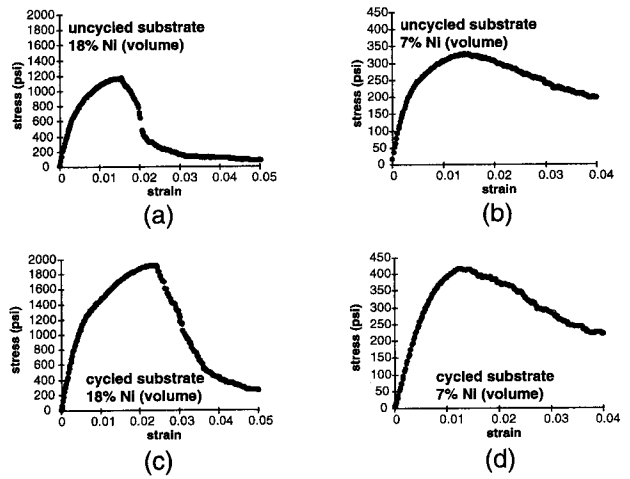 2000
1800
1600
1400
1200
1000
800
600
400
200
0
stress (psi)
uncycled substrate
18% Ni (volume)
0 0.01 0.02 0.03 0.04 0.05
strain
(a)
450
400
350
300
250
200
150
100
50
0
stress (psi)
uncycled substrate
7% Ni (volume)
0 0.01 0.02 0.03 0.04
strain
(b)
2000
1800
1600
1400
1200
1000
800
600
400
200
0
stress (psi)
cycled substrate
18% Ni (volume)
0 0.01 0.02 0.03 0.04 0.05
strain
(c)
450
400
350
300
250
200
150
100
50
0
stress (psi)
cycled substrate
7% Ni (volume)
0 0.01 0.02 0.03 0.04
strain
(d)